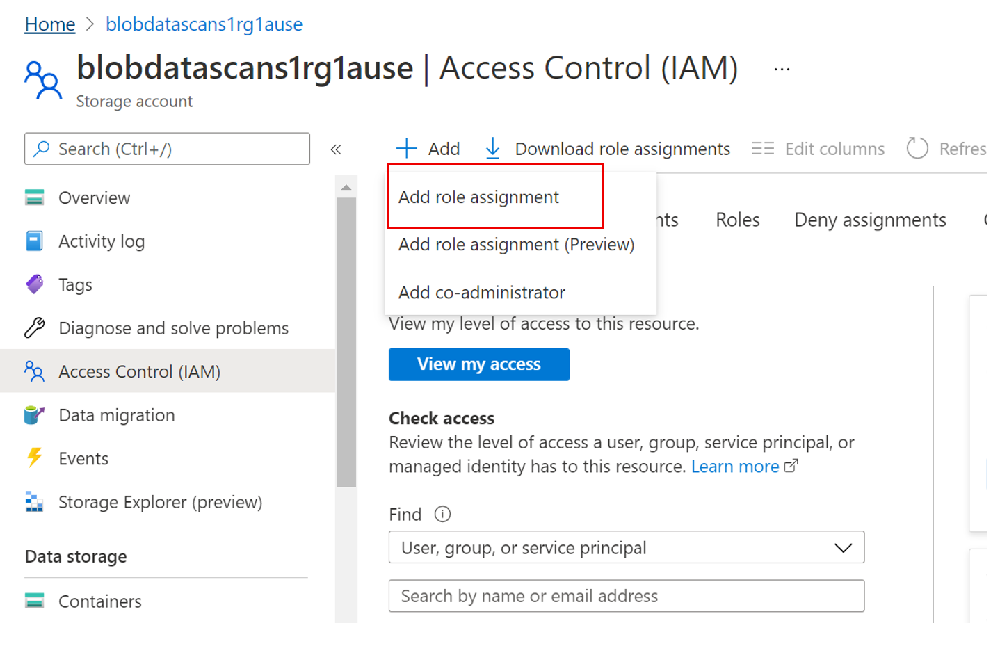 Home > blobdatascans1rg1ause
blobdatascans1rg1ause | Access Control (IAM) ...
Storage account
Search (Ctrl+/)
«
Add
Download role assignments
Edit columns
Refres
Add role assignment
Add role assignment (Preview)
Add co-administrator
nts
Roles
Deny assignments
Overview
Activity log
Tags
Diagnose and solve problems
Access Control (IAM)
Data migration
Events
Storage Explorer (preview)
Data storage
Containers
View my level of access to this resource.
View my access
Check access
Review the level of access a user, group, service principal, or
managed identity has to this resource. Learn more
Find
User, group, or service principal
Search by name or email address